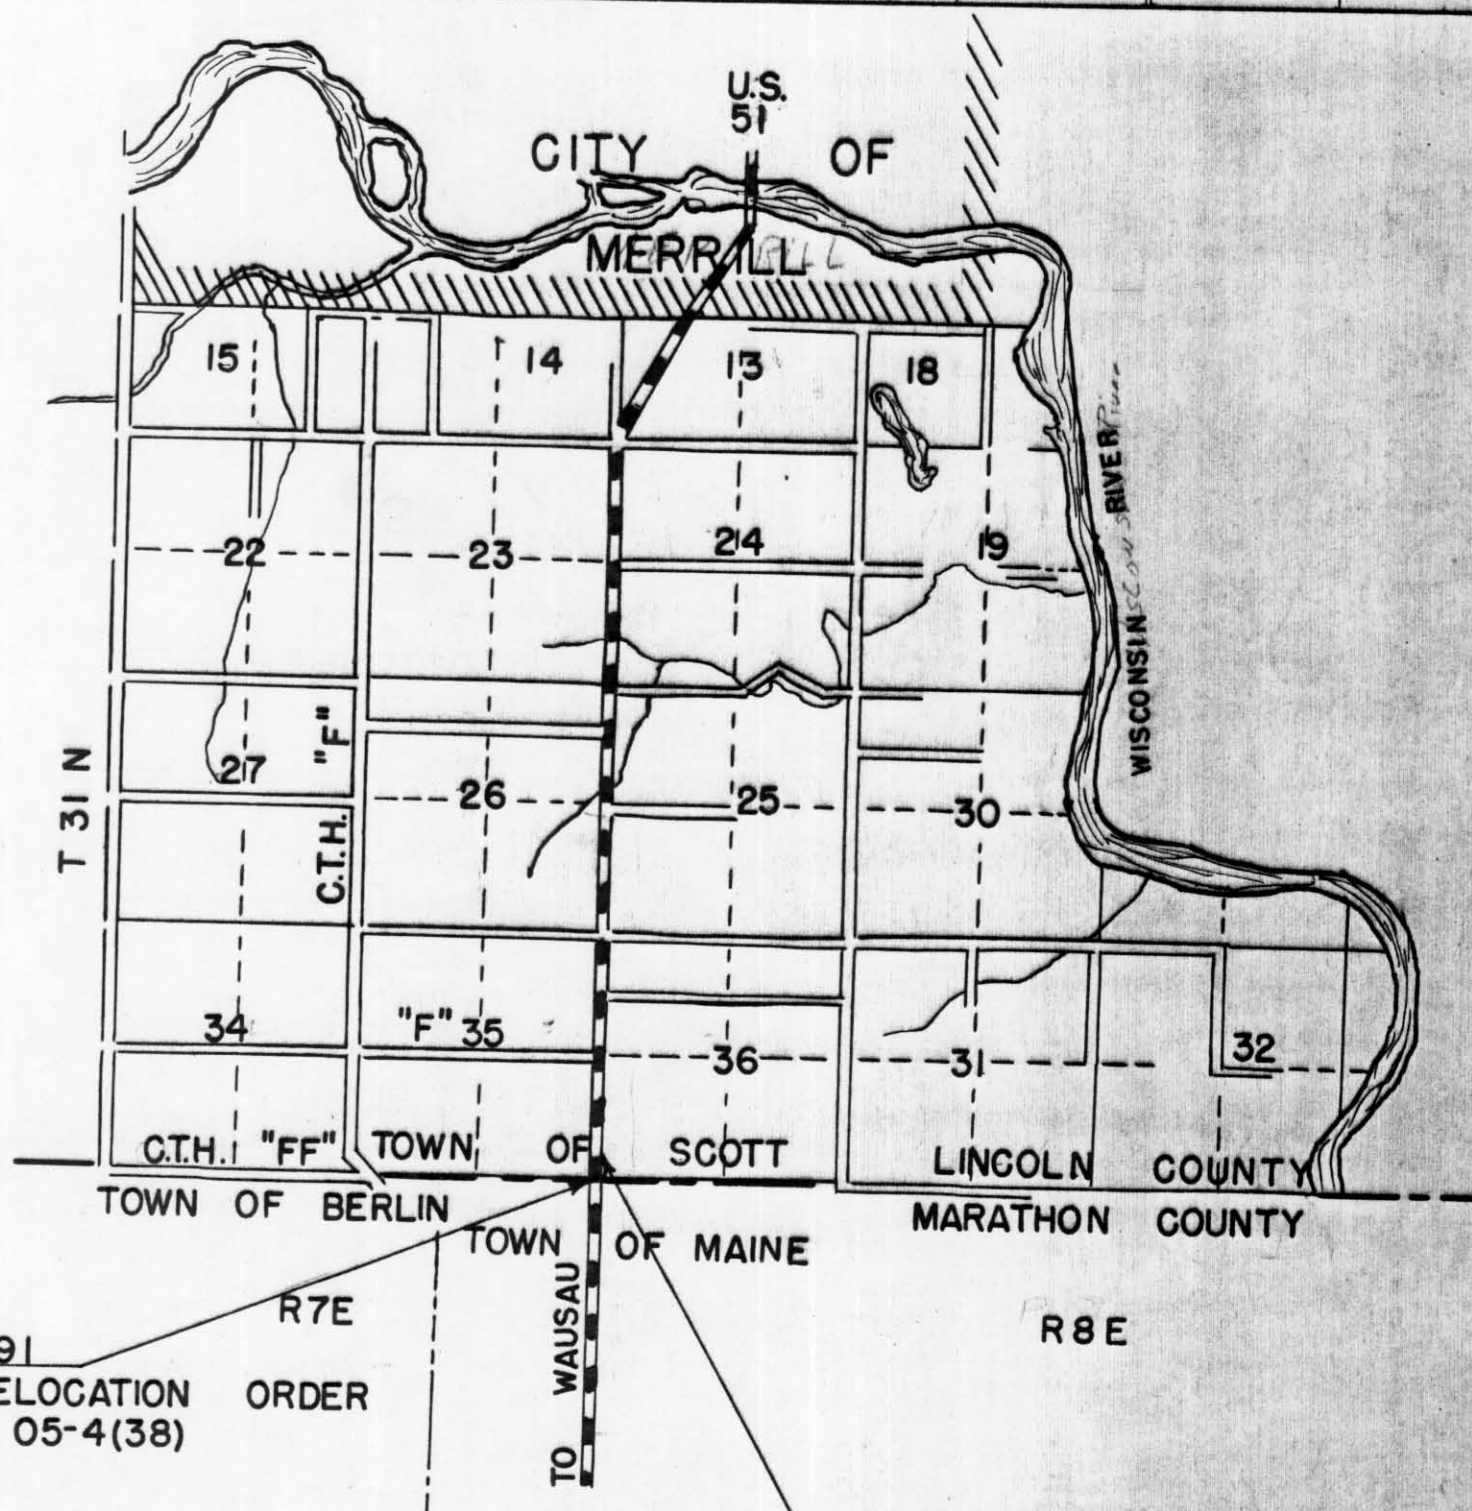 U.S.
51
CITY OF
MERRILL
15 14 13 18
RIVER River
22 23 24 19
WISCONSIN
T 31 N
27 "F"
26 25 30
C.T.H.
34 "F" 35 36 31 32
C.T.H. "FF" TOWN OF SCOTT LINCOLN COUNTY
TOWN OF BERLIN MARATHON COUNTY
TOWN OF MAINE
R7E R8E
TO WAUSAU
91
ELOCATION ORDER
05-4(38)